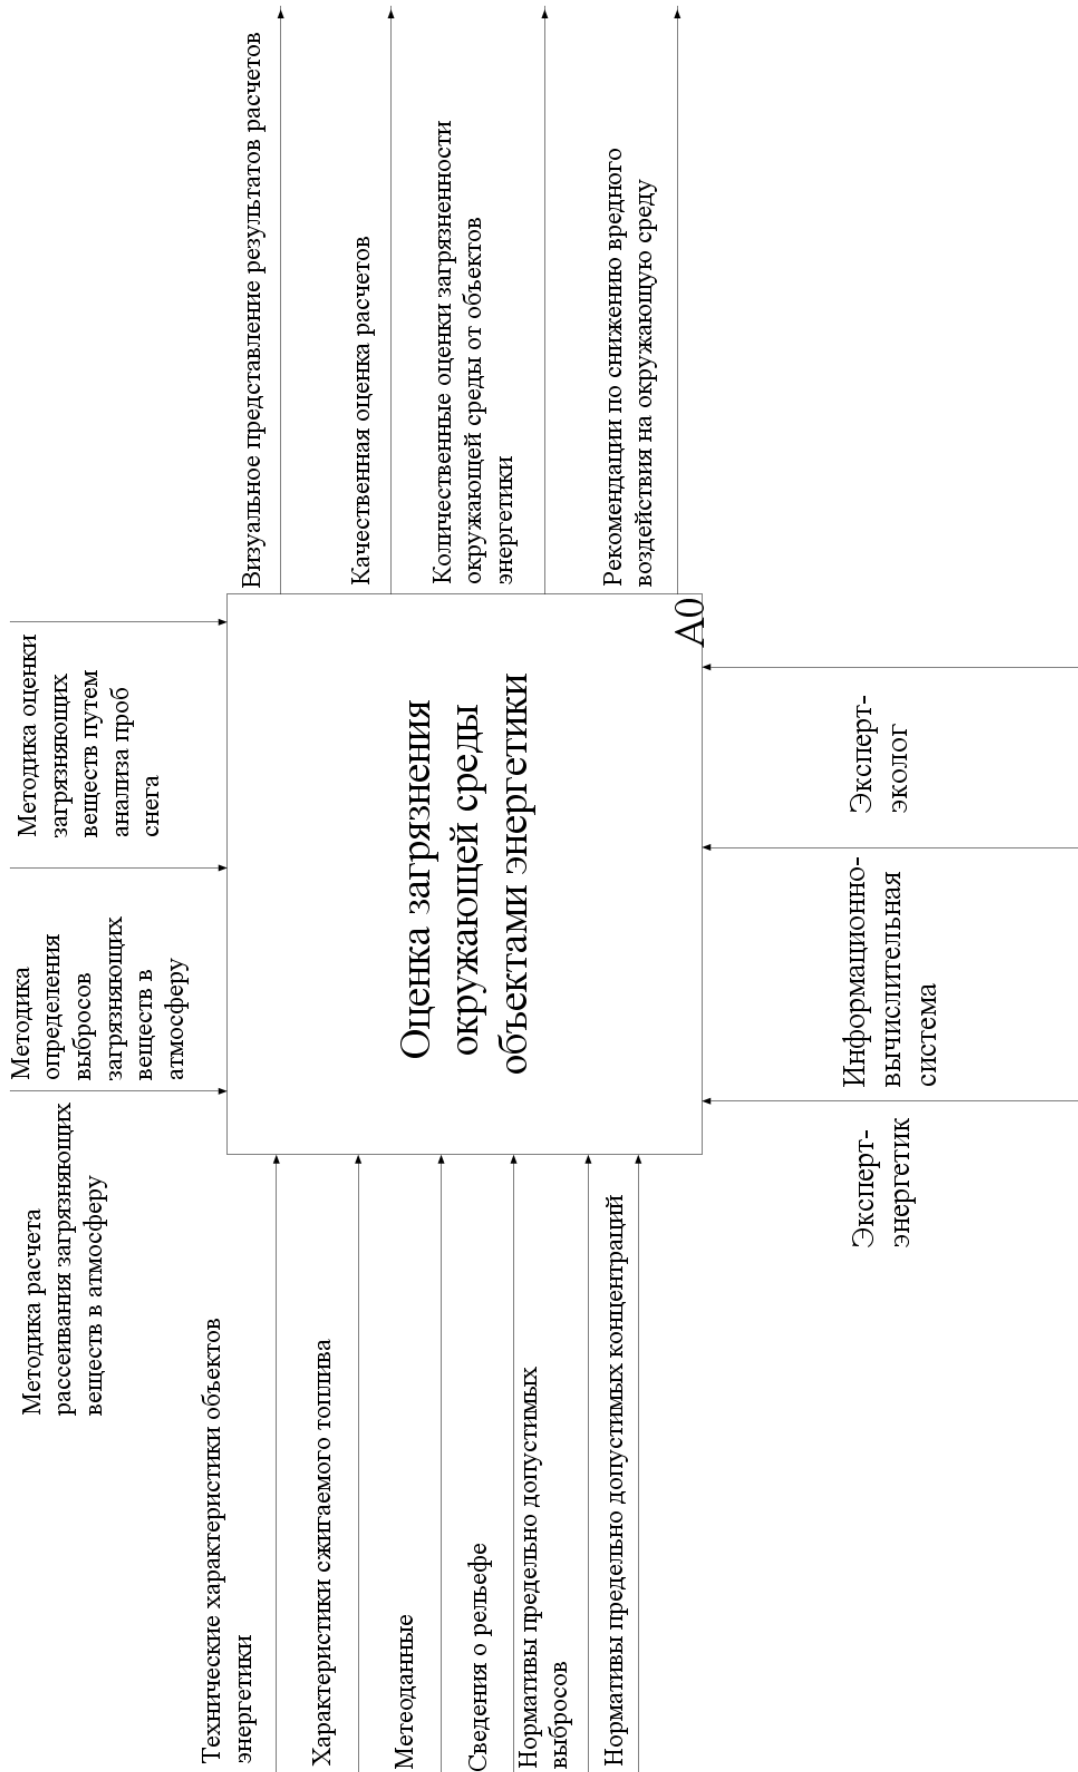 Методика расчета
рассеивания загрязняющих
веществ в атмосферу
Методика
определения
выбросов
загрязняющих
веществ в
атмосферу
Методика оценки
загрязняющих
веществ путем
анализа проб
снега
Технические характеристики объектов
энергетики
Характеристики сжигаемого топлива
Метеоданные
Сведения о рельефе
Нормативы предельно допустимых
выбросов
Нормативы предельно допустимых концентраций
Оценка загрязнения
окружающей среды
объектами энергетики
A0
Визуальное представление результатов расчетов
Качественная оценка расчетов
Количественные оценки загрязненности
окружающей среды от объектов
энергетики
Рекомендации по снижению вредного
воздействия на окружающую среду
Эксперт-
энергетик
Информационно-
вычислительная
система
Эксперт-
эколог